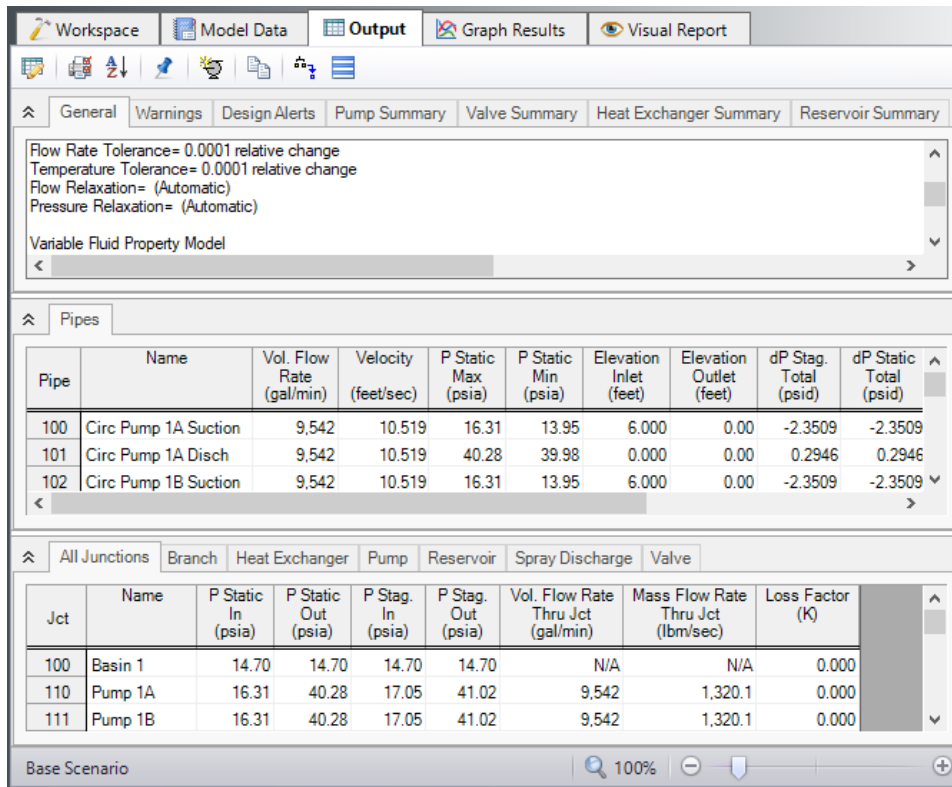 Workspace Model Data Output Graph Results Visual Report
General Warnings Design Alerts Pump Summary Valve Summary Heat Exchanger Summary Reservoir Summary
Flow Rate Tolerance= 0.0001 relative change
Temperature Tolerance= 0.0001 relative change
Flow Relaxation= (Automatic)
Pressure Relaxation= (Automatic)
Variable Fluid Property Model
Pipes
Pipe Name Vol. Flow Rate (gal/min) Velocity (feet/sec) P Static Max (psia) P Static Min (psia) Elevation Inlet (feet) Elevation Outlet (feet) dP Stag. Total (psid) dP Static Total (psid)
100 Circ Pump 1A Suction 9,542 10.519 16.31 13.95 6.000 0.00 -2.3509 -2.3509
101 Circ Pump 1A Disch 9,542 10.519 40.28 39.98 0.000 0.00 0.2946 0.2946
102 Circ Pump 1B Suction 9,542 10.519 16.31 13.95 6.000 0.00 -2.3509 -2.3509
All Junctions Branch Heat Exchanger Pump Reservoir Spray Discharge Valve
Jct Name P Static In (psia) P Static Out (psia) P Stag. In (psia) P Stag. Out (psia) Vol. Flow Rate Thru Jct (gal/min) Mass Flow Rate Thru Jct (lbm/sec) Loss Factor (K)
100 Basin 1 14.70 14.70 14.70 14.70 N/A N/A 0.000
110 Pump 1A 16.31 40.28 17.05 41.02 9,542 1,320.1 0.000
111 Pump 1B 16.31 40.28 17.05 41.02 9,542 1,320.1 0.000
Base Scenario 100%